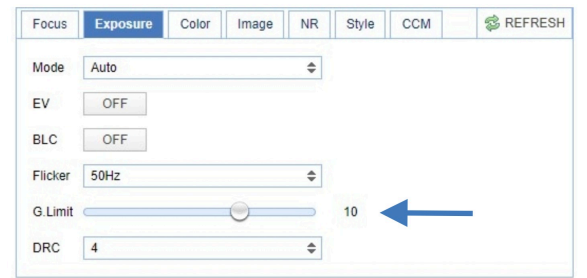 Focus Exposure Color Image NR Style CCM REFRESH
Mode Auto
EV OFF
BLC OFF
Flicker 50Hz
G.Limit 10
DRC 4